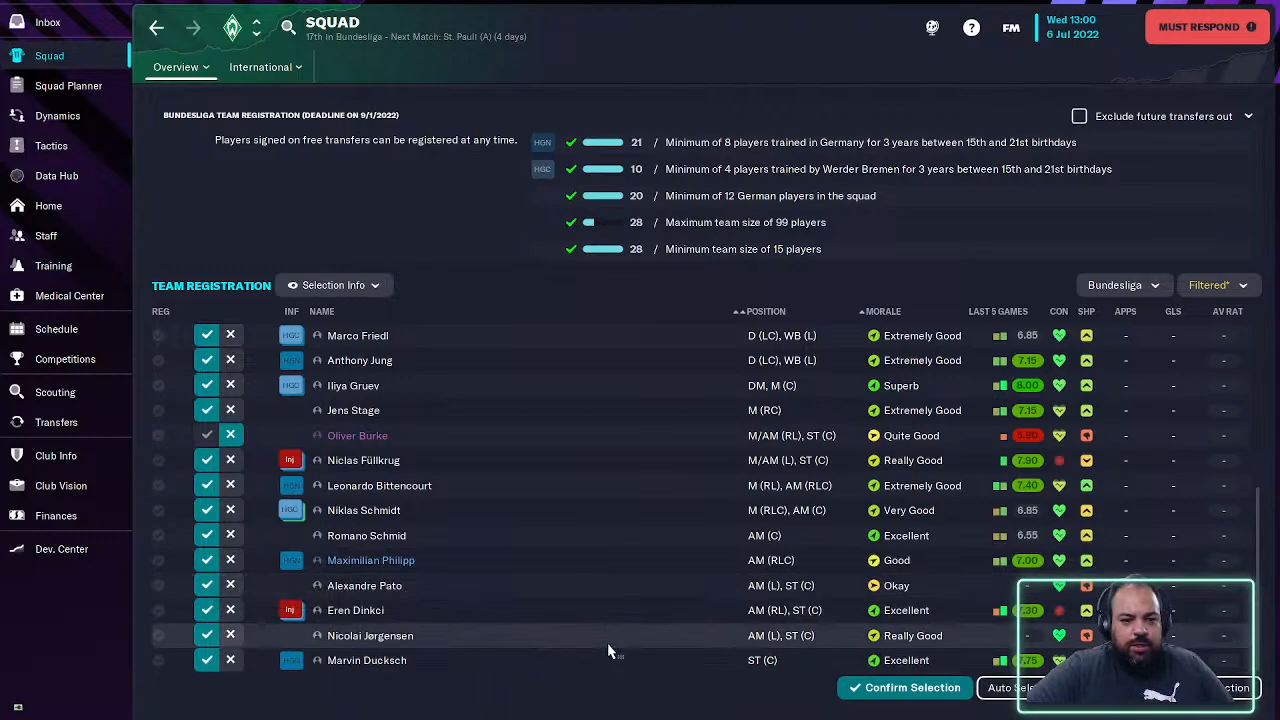 Inbox
Squad
Squad Planner
Dynamics
Tactics
Data Hub
Home
Staff
Training
Medical Center
Schedule
Competitions
Scouting
Transfers
Club Info
Club Vision
Finances
Dev. Center
SQUAD
17th in Bundesliga - Next Match: St. Pauli (A) (4 days)
FM
Wed 13:00
6 Jul 2022
MUST RESPOND
Overview
International
BUNDESLIGA TEAM REGISTRATION (DEADLINE ON 9/1/2022)
Exclude future transfers out
Players signed on free transfers can be registered at any time.
HGN 21 / Minimum of 8 players trained in Germany for 3 years between 15th and 21st birthdays
HGC 10 / Minimum of 4 players trained by Werder Bremen for 3 years between 15th and 21st birthdays
20 / Minimum of 12 German players in the squad
28 / Maximum team size of 99 players
28 / Minimum team size of 15 players
TEAM REGISTRATION Selection Info Bundesliga Filtered*
REG INF NAME POSITION MORALE LAST 5 GAMES CON SHP APPS GLS AV RAT
HGC Marco Friedl D (LC), WB (L) Extremely Good 6.85 - - -
HGN Anthony Jung D (LC), WB (L) Extremely Good 7.15 - - -
HGC Iliya Gruev DM, M (C) Superb 8.00 - - -
Jens Stage M (RC) Extremely Good 7.15 - - -
Oliver Burke M/AM (RL), ST (C) Quite Good 5.90 - - -
Inj Niclas Füllkrug M/AM (L), ST (C) Really Good 7.90 - - -
HGN Leonardo Bittencourt M (RL), AM (RLC) Extremely Good 7.40 - - -
HGC Niklas Schmidt M (RLC), AM (C) Very Good 6.85 - - -
Romano Schmid AM (C) Excellent 6.55 - - -
HGN Maximilian Philipp AM (RLC) Good 7.00 - - -
Alexandre Pato AM (L), ST (C) Okay -
Inj Eren Dinkci AM (RL), ST (C) Excellent 7.30
Nicolai Jørgensen AM (L), ST (C) Really Good -
HGN Marvin Ducksch ST (C) Excellent 7.75
Confirm Selection
Auto